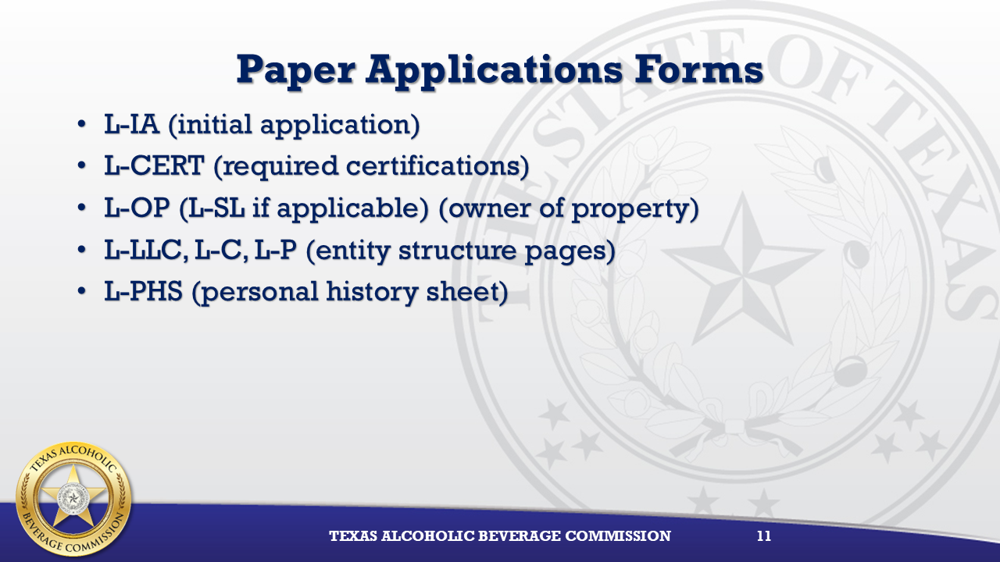 Paper Applications Forms
• L-IA (initial application)
• L-CERT (required certifications)
• L-OP (L-SL if applicable) (owner of property)
• L-LLC, L-C, L-P (entity structure pages)
• L-PHS (personal history sheet)
THE STATE OF TEXAS
TEXAS ALCOHOLIC
BEVERAGE COMMISSION
TEXAS ALCOHOLIC BEVERAGE COMMISSION 11